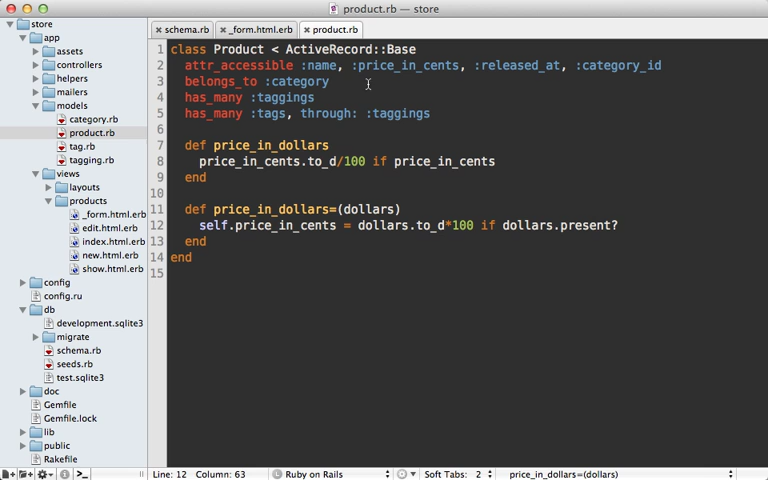 product.rb — store
store
app
assets
controllers
helpers
mailers
models
category.rb
product.rb
tag.rb
tagging.rb
views
layouts
products
_form.html.erb
edit.html.erb
index.html.erb
new.html.erb
show.html.erb
config
config.ru
db
development.sqlite3
migrate
schema.rb
seeds.rb
test.sqlite3
doc
Gemfile
Gemfile.lock
lib
public
Rakefile
schema.rb
_form.html.erb
product.rb
1 class Product < ActiveRecord::Base
2 attr_accessible :name, :price_in_cents, :released_at, :category_id
3 belongs_to :category
4 has_many :taggings
5 has_many :tags, through: :taggings
6
7 def price_in_dollars
8 price_in_cents.to_d/100 if price_in_cents
9 end
10
11 def price_in_dollars=(dollars)
12 self.price_in_cents = dollars.to_d*100 if dollars.present?
13 end
14 end
15
Line: 12 Column: 63 Ruby on Rails Soft Tabs: 2 price_in_dollars=(dollars)